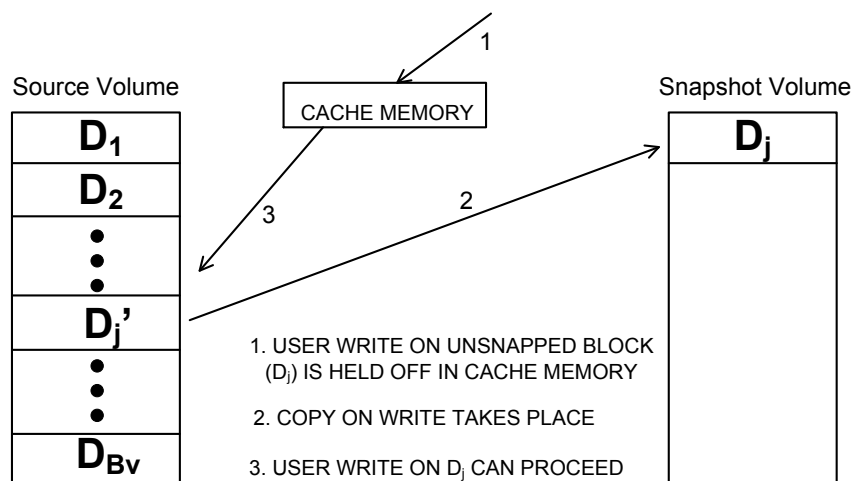 1
Source Volume
Snapshot Volume
CACHE MEMORY
D₁
Dⱼ
D₂
2
3
Dⱼ’
1. USER WRITE ON UNSNAPPED BLOCK
(Dⱼ) IS HELD OFF IN CACHE MEMORY
2. COPY ON WRITE TAKES PLACE
D_Bv
3. USER WRITE ON Dⱼ CAN PROCEED